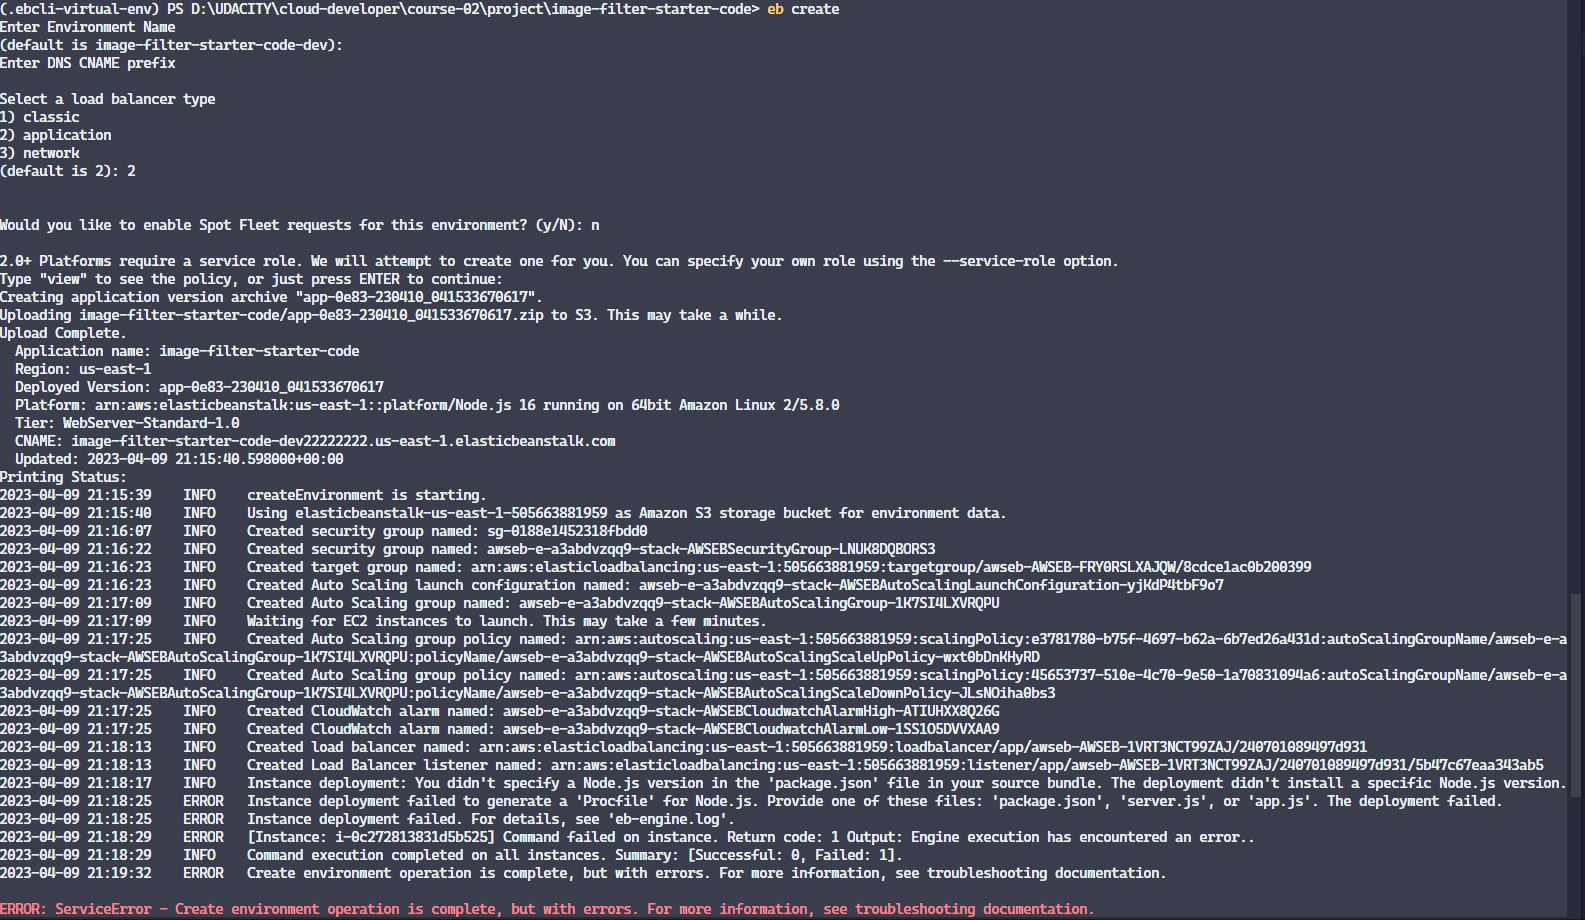 (.ebcli-virtual-env) PS D:\UDACITY\cloud-developer\course-02\project\image-filter-starter-code> eb create
Enter Environment Name
(default is image-filter-starter-code-dev):
Enter DNS CNAME prefix
Select a load balancer type
1) classic
2) application
3) network
(default is 2): 2
Would you like to enable Spot Fleet requests for this environment? (y/N): n
2.0+ Platforms require a service role. We will attempt to create one for you. You can specify your own role using the --service-role option.
Type "view" to see the policy, or just press ENTER to continue:
Creating application version archive "app-0e83-230410_041533670617".
Uploading image-filter-starter-code/app-0e83-230410_041533670617.zip to S3. This may take a while.
Upload Complete.
Application name: image-filter-starter-code
Region: us-east-1
Deployed Version: app-0e83-230410_041533670617
Platform: arn:aws:elasticbeanstalk:us-east-1::platform/Node.js 16 running on 64bit Amazon Linux 2/5.8.0
Tier: WebServer-Standard-1.0
CNAME: image-filter-starter-code-dev22222222.us-east-1.elasticbeanstalk.com
Updated: 2023-04-09 21:15:40.598000+00:00
Printing Status:
2023-04-09 21:15:39    INFO    createEnvironment is starting.
2023-04-09 21:15:40    INFO    Using elasticbeanstalk-us-east-1-505663881959 as Amazon S3 storage bucket for environment data.
2023-04-09 21:16:07    INFO    Created security group named: sg-0188e1452318fbdd0
2023-04-09 21:16:22    INFO    Created security group named: awseb-e-a3abdvzqq9-stack-AWSEBSecurityGroup-LNUK8DQBORS3
2023-04-09 21:16:23    INFO    Created target group named: arn:aws:elasticloadbalancing:us-east-1:505663881959:targetgroup/awseb-AWSEB-FRY0RSLXAJQW/8cdce1ac0b200399
2023-04-09 21:16:23    INFO    Created Auto Scaling launch configuration named: awseb-e-a3abdvzqq9-stack-AWSEBAutoScalingLaunchConfiguration-yjKdP4tbF9o7
2023-04-09 21:17:09    INFO    Created Auto Scaling group named: awseb-e-a3abdvzqq9-stack-AWSEBAutoScalingGroup-1K7SI4LXVRQPU
2023-04-09 21:17:09    INFO    Waiting for EC2 instances to launch. This may take a few minutes.
2023-04-09 21:17:25    INFO    Created Auto Scaling group policy named: arn:aws:autoscaling:us-east-1:505663881959:scalingPolicy:e3781780-b75f-4697-b62a-6b7ed26a431d:autoScalingGroupName/awseb-e-a
3abdvzqq9-stack-AWSEBAutoScalingGroup-1K7SI4LXVRQPU:policyName/awseb-e-a3abdvzqq9-stack-AWSEBAutoScalingScaleUpPolicy-wxt0bDnKHyRD
2023-04-09 21:17:25    INFO    Created Auto Scaling group policy named: arn:aws:autoscaling:us-east-1:505663881959:scalingPolicy:45653737-510e-4c70-9e50-1a70831094a6:autoScalingGroupName/awseb-e-a
3abdvzqq9-stack-AWSEBAutoScalingGroup-1K7SI4LXVRQPU:policyName/awseb-e-a3abdvzqq9-stack-AWSEBAutoScalingScaleDownPolicy-JLsNOiha0bs3
2023-04-09 21:17:25    INFO    Created CloudWatch alarm named: awseb-e-a3abdvzqq9-stack-AWSEBCloudwatchAlarmHigh-ATIUHXX8Q26G
2023-04-09 21:17:25    INFO    Created CloudWatch alarm named: awseb-e-a3abdvzqq9-stack-AWSEBCloudwatchAlarmLow-1SS1O5DVVXAA9
2023-04-09 21:18:13    INFO    Created load balancer named: arn:aws:elasticloadbalancing:us-east-1:505663881959:loadbalancer/app/awseb-AWSEB-1VRT3NCT99ZAJ/240701089497d931
2023-04-09 21:18:13    INFO    Created Load Balancer listener named: arn:aws:elasticloadbalancing:us-east-1:505663881959:listener/app/awseb-AWSEB-1VRT3NCT99ZAJ/240701089497d931/5b47c67eaa343ab5
2023-04-09 21:18:17    INFO    Instance deployment: You didn't specify a Node.js version in the 'package.json' file in your source bundle. The deployment didn't install a specific Node.js version.
2023-04-09 21:18:25    ERROR   Instance deployment failed to generate a 'Procfile' for Node.js. Provide one of these files: 'package.json', 'server.js', or 'app.js'. The deployment failed.
2023-04-09 21:18:25    ERROR   Instance deployment failed. For details, see 'eb-engine.log'.
2023-04-09 21:18:29    ERROR   [Instance: i-0c272813831d5b525] Command failed on instance. Return code: 1 Output: Engine execution has encountered an error..
2023-04-09 21:18:29    INFO    Command execution completed on all instances. Summary: [Successful: 0, Failed: 1].
2023-04-09 21:19:32    ERROR   Create environment operation is complete, but with errors. For more information, see troubleshooting documentation.
ERROR: ServiceError - Create environment operation is complete, but with errors. For more information, see troubleshooting documentation.